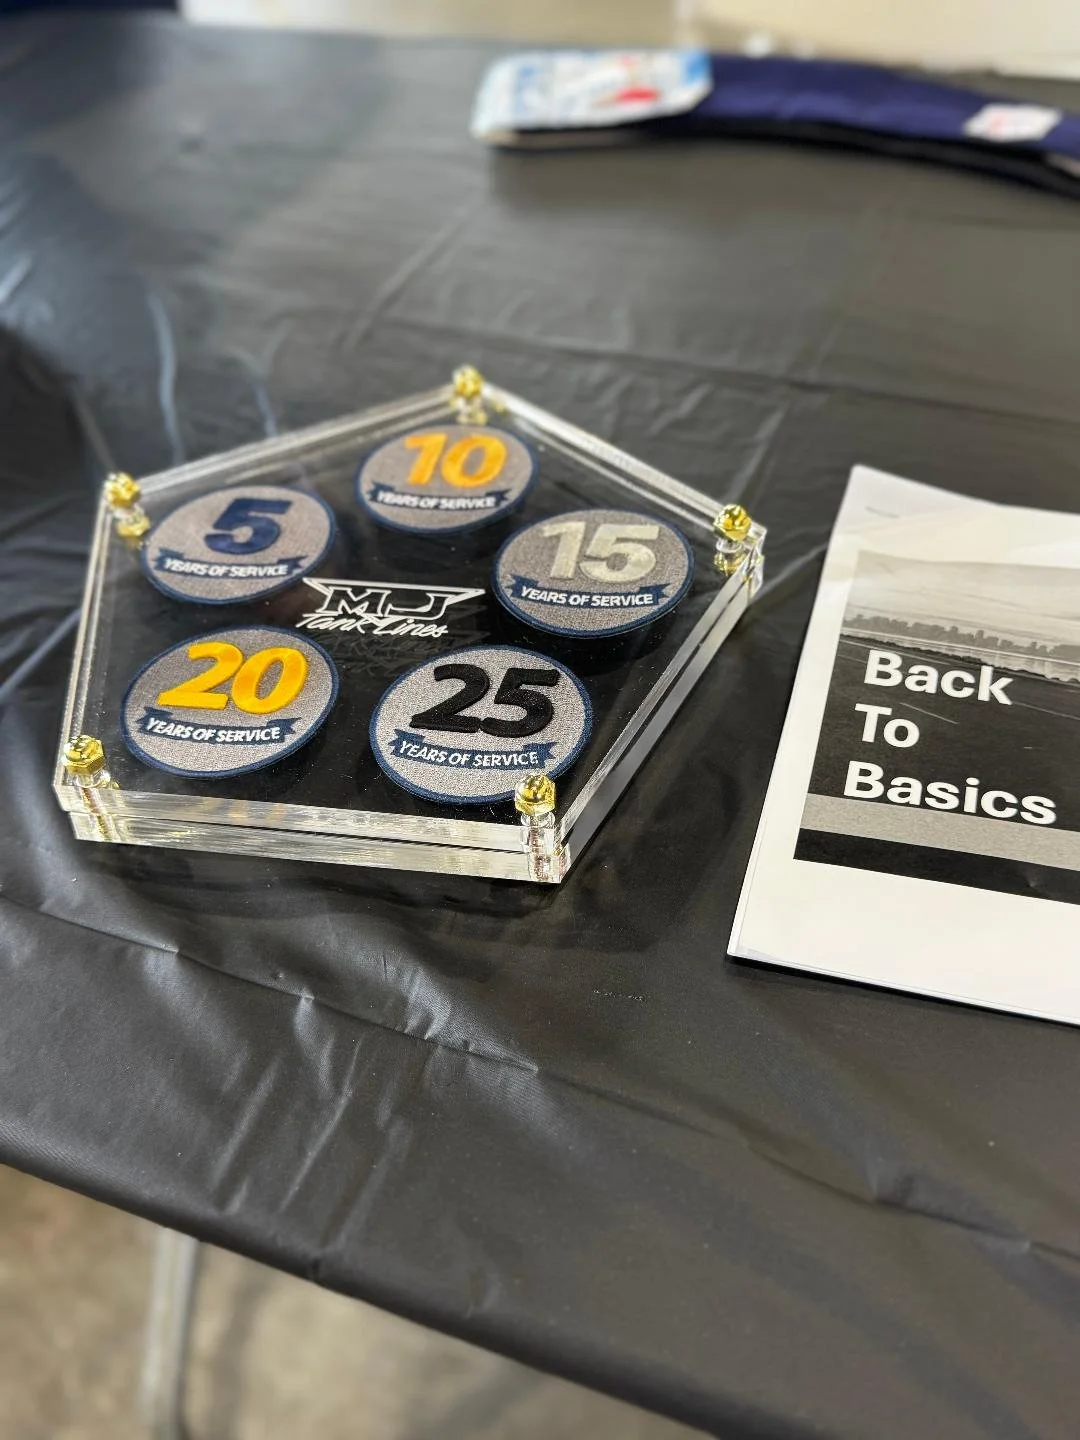 10
YEARS OF SERVICE
5
YEARS OF SERVICE
15
YEARS OF SERVICE
MJ
Tank Lines
20
YEARS OF SERVICE
25
YEARS OF SERVICE
Back
To
Basics